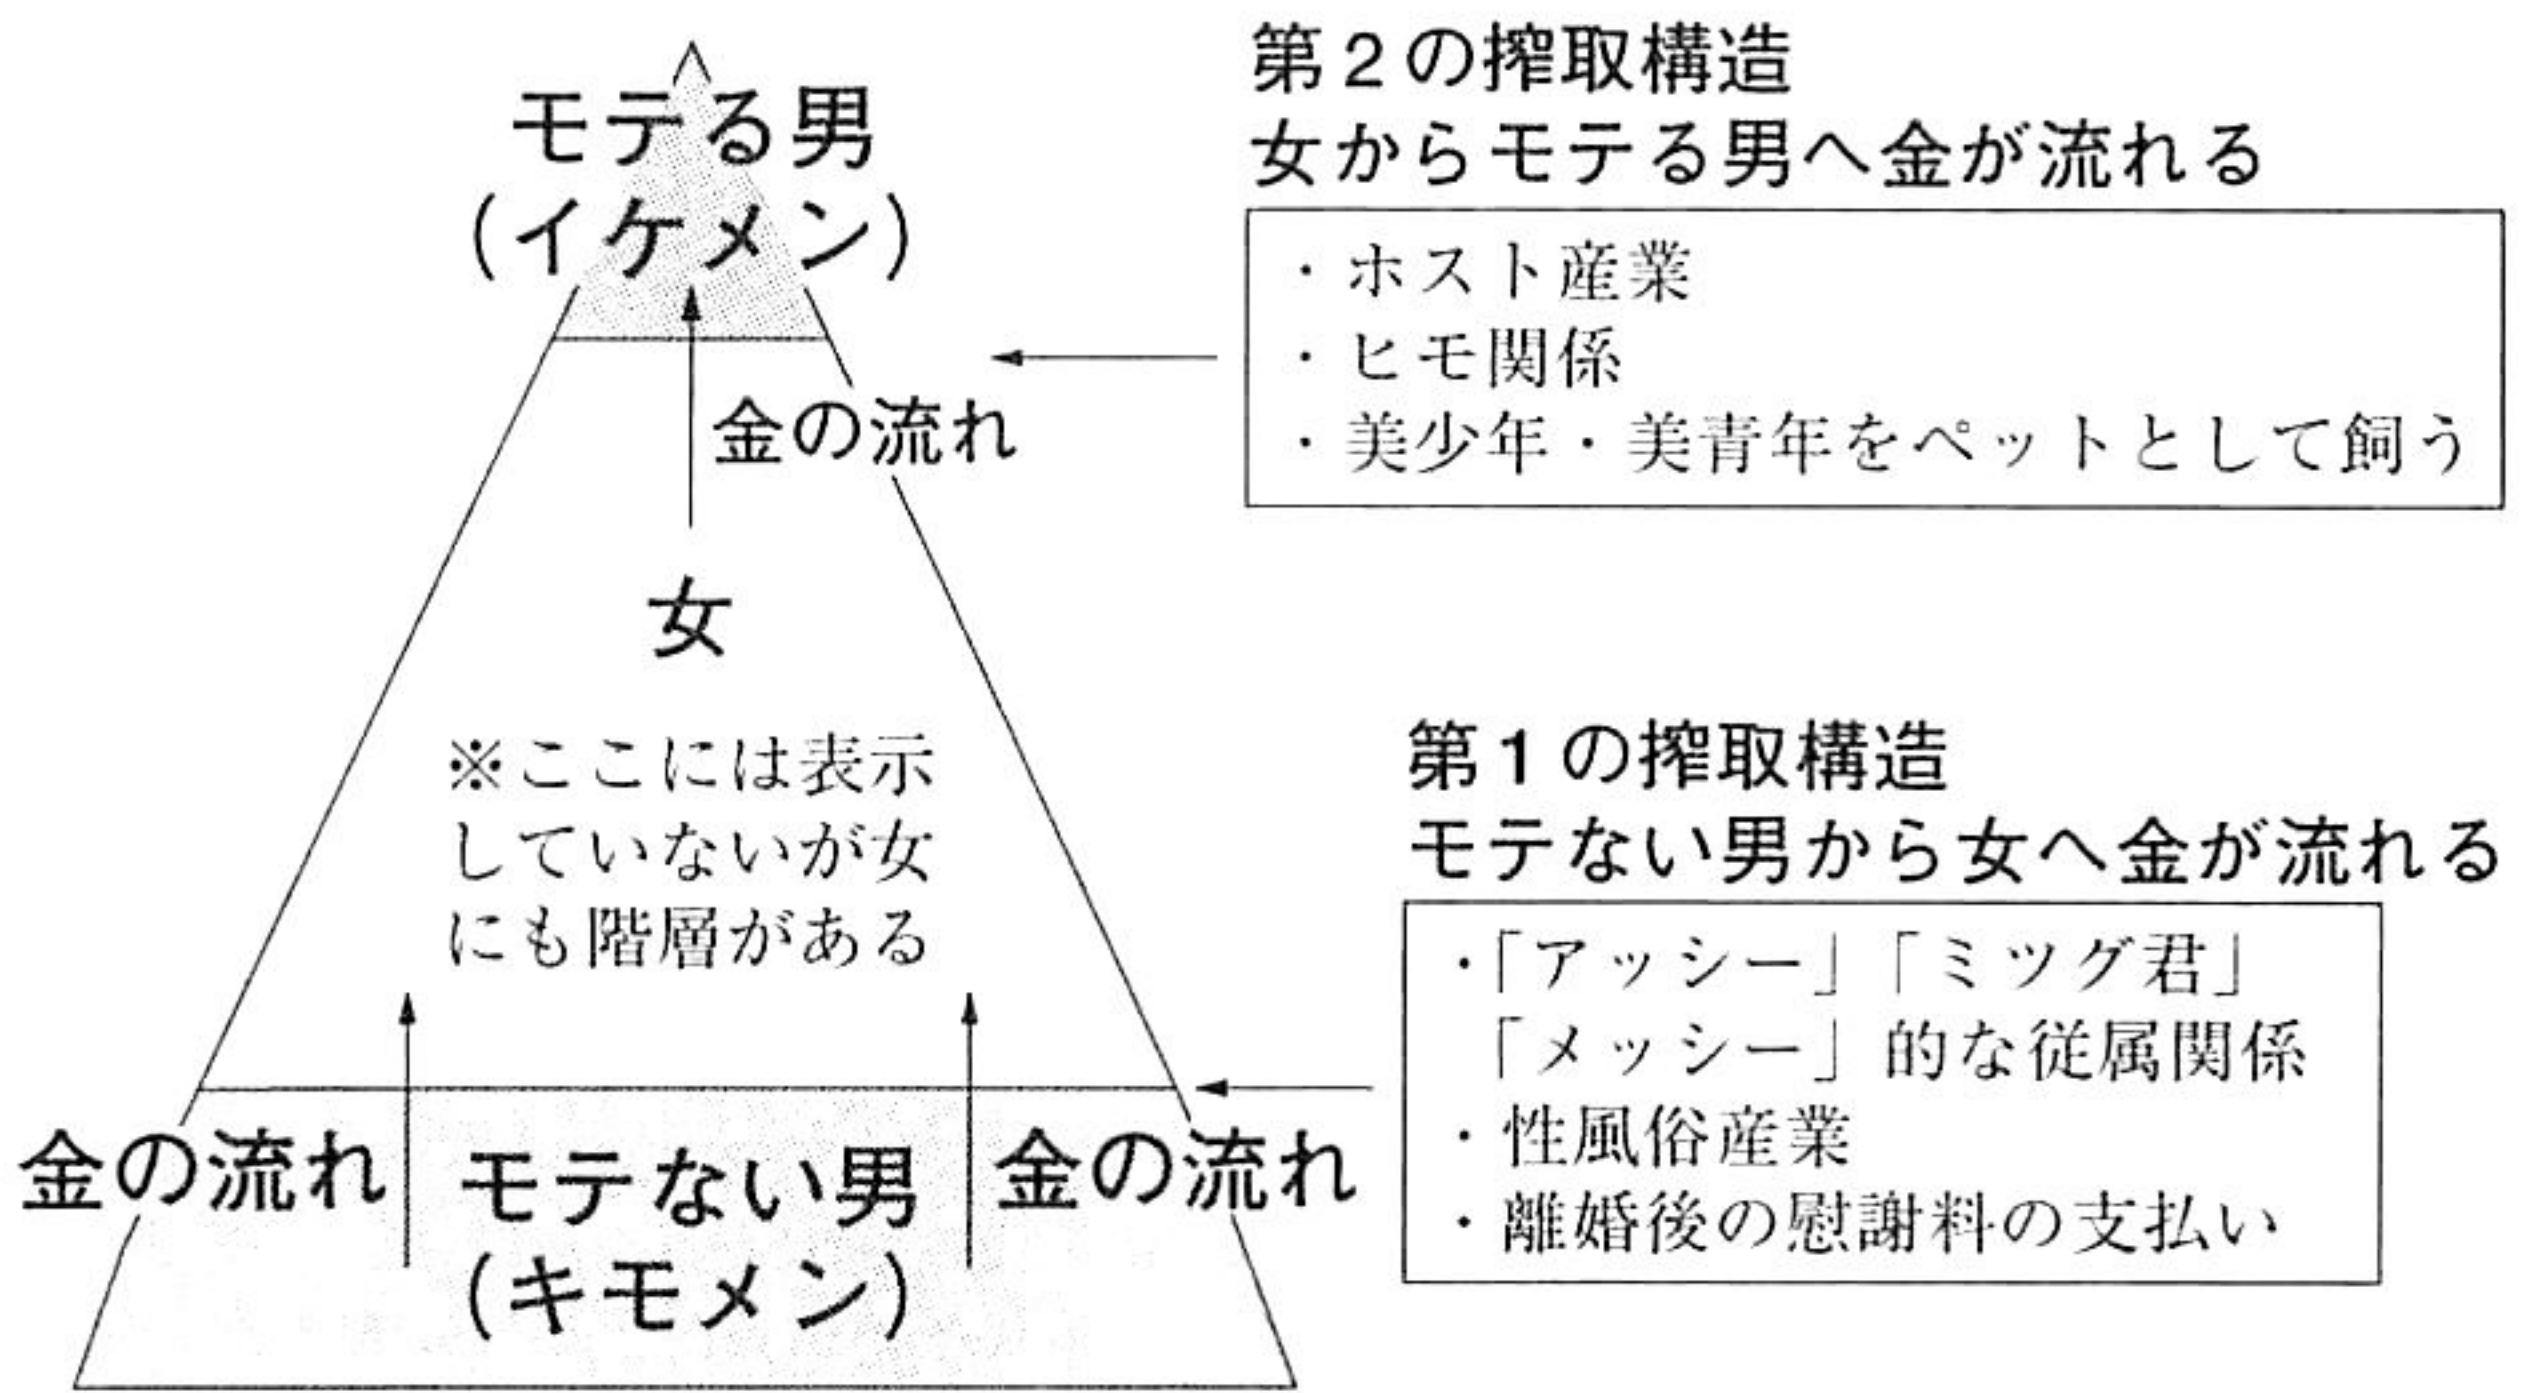 モテる男
(イケメン)
金の流れ
女
※ここには表示
していないが女
にも階層がある
金の流れ
モテない男
(キモメン)
金の流れ
第2の搾取構造
女からモテる男へ金が流れる
・ホスト産業
・ヒモ関係
・美少年・美青年をペットとして飼う
第1の搾取構造
モテない男から女へ金が流れる
・「アッシー」「ミツグ君」
「メッシー」的な従属関係
・性風俗産業
・離婚後の慰謝料の支払い